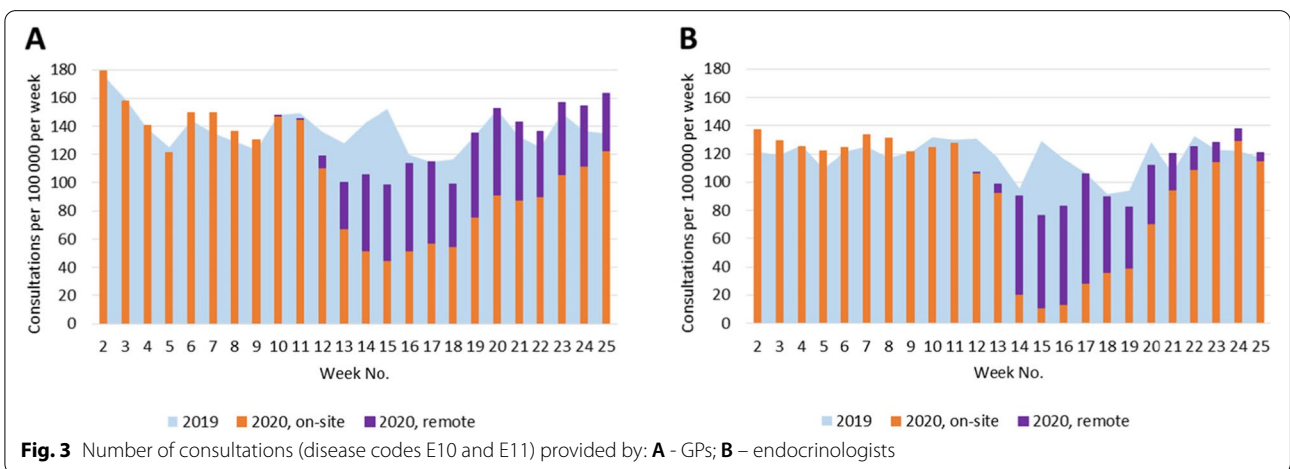 A
Consultations per 100 000 per week
180
160
140
120
100
80
60
40
20
0
2 3 4 5 6 7 8 9 10 11 12 13 14 15 16 17 18 19 20 21 22 23 24 25
Week No.
2019 2020, on-site 2020, remote
B
Consultations per 100 000 per week
180
160
140
120
100
80
60
40
20
0
2 3 4 5 6 7 8 9 10 11 12 13 14 15 16 17 18 19 20 21 22 23 24 25
Week No.
2019 2020, on-site 2020, remote
Fig. 3 Number of consultations (disease codes E10 and E11) provided by: A - GPs; B – endocrinologists